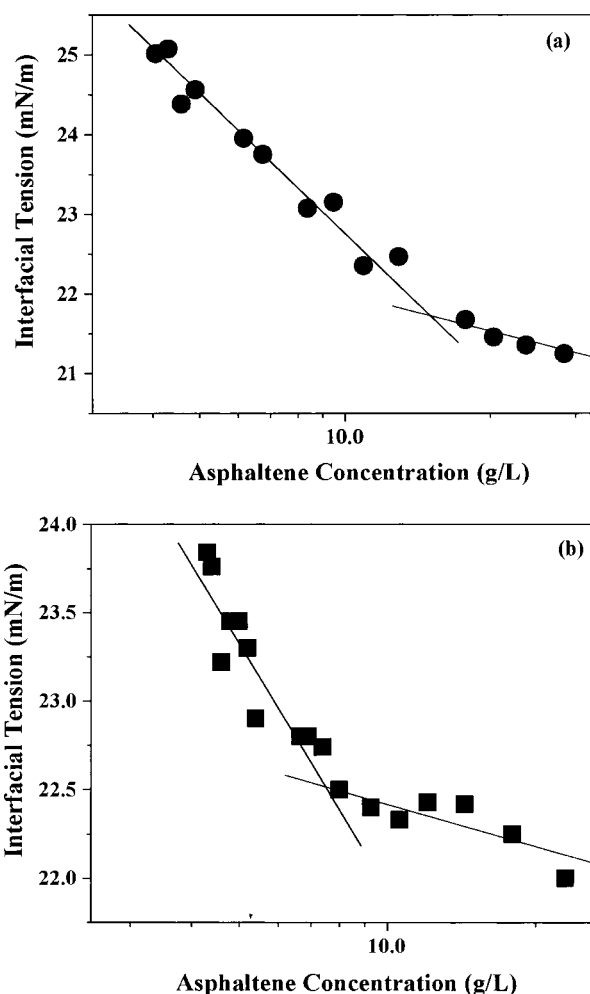 (a)
Interfacial Tension (mN/m)
25
24
23
22
21
10.0
Asphaltene Concentration (g/L)
(b)
Interfacial Tension (mN/m)
24.0
23.5
23.0
22.5
22.0
10.0
Asphaltene Concentration (g/L)